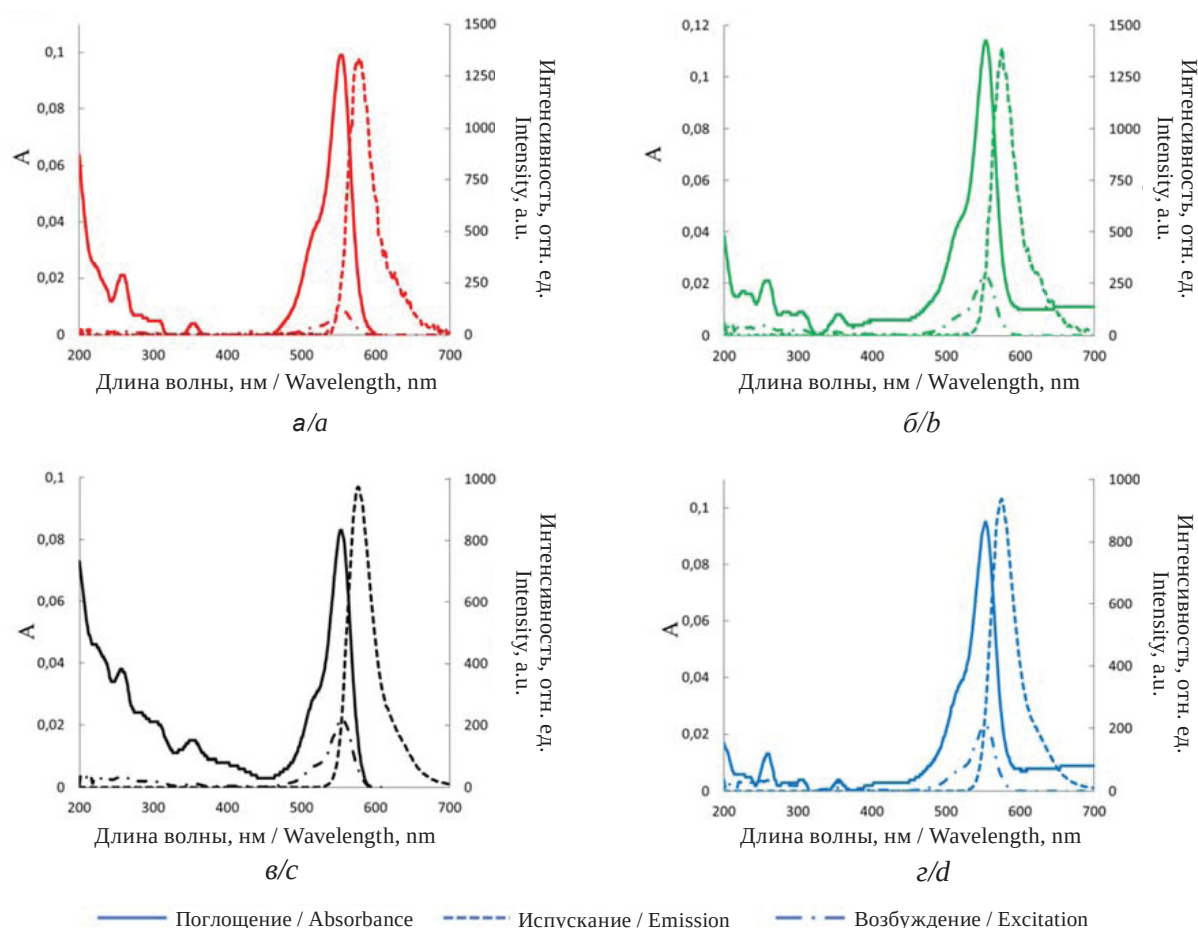 0,1
0,08
0,06
0,04
0,02
0
A
1500
1250
1000
750
500
250
0
Интенсивность, отн. ед.
Intensity, a.u.
200 300 400 500 600 700
Длина волны, нм / Wavelength, nm
а/a
0,12
0,1
0,08
0,06
0,04
0,02
0
A
1500
1250
1000
750
500
250
0
Интенсивность, отн. ед.
Intensity, a.u.
200 300 400 500 600 700
Длина волны, нм / Wavelength, nm
б/b
0,1
0,08
0,06
0,04
0,02
0
A
1000
800
600
400
200
0
Интенсивность, отн. ед.
Intensity, a.u.
200 300 400 500 600 700
Длина волны, нм / Wavelength, nm
в/c
0,1
0,08
0,06
0,04
0,02
0
A
1000
800
600
400
200
0
Интенсивность, отн. ед.
Intensity, a.u.
200 300 400 500 600 700
Длина волны, нм / Wavelength, nm
г/d
Поглощение / Absorbance Испускание / Emission Возбуждение / Excitation